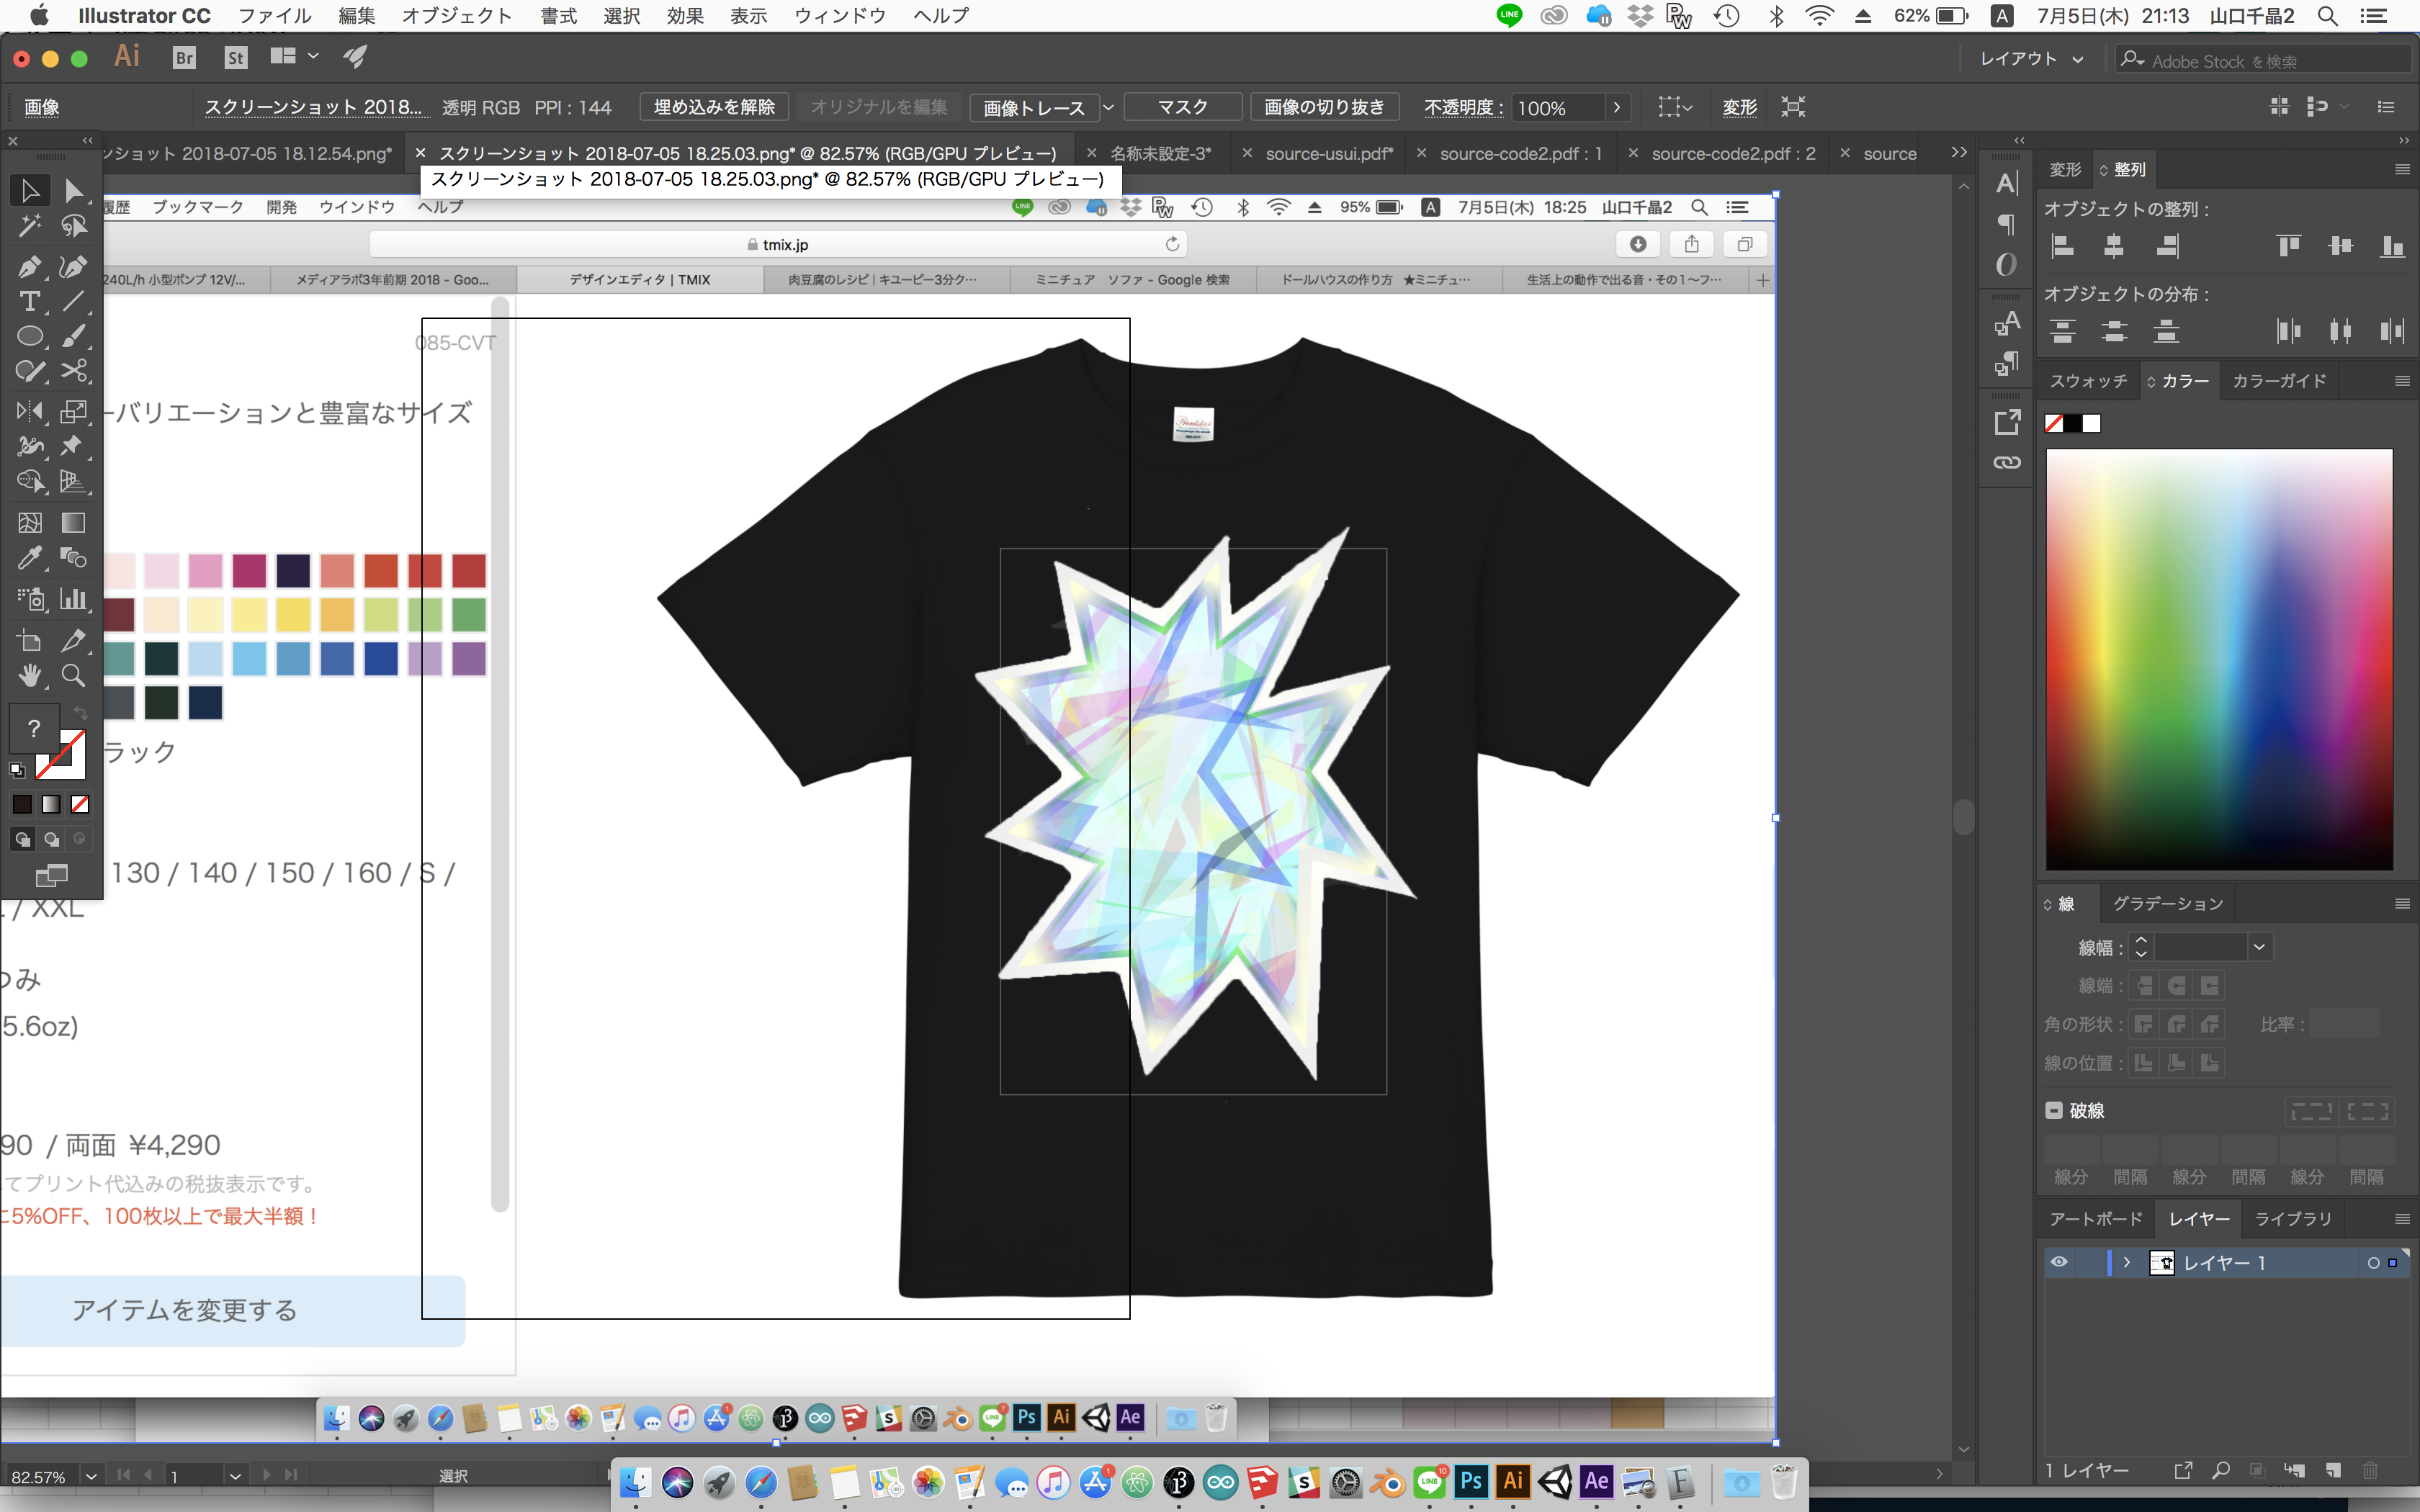 Illustrator CC ファイル 編集 オブジェクト 書式 選択 効果 表示 ウィンドウ ヘルプ
LINE 62% A 7月5日(木) 21:13 山口千晶2
Ai Br St レイアウト Adobe Stock を検索
画像 スクリーンショット 2018... 透明 RGB PPI : 144 埋め込みを解除 オリジナルを編集 画像トレース マスク 画像の切り抜き 不透明度 : 100% 変形
ンショット 2018-07-05 18.12.54.png* × スクリーンショット 2018-07-05 18.25.03.png* @ 82.57% (RGB/GPU プレビュー) × 名称未設定-3* × source-usui.pdf* × source-code2.pdf : 1 × source-code2.pdf : 2 × source
スクリーンショット 2018-07-05 18.25.03.png* @ 82.57% (RGB/GPU プレビュー)
履歴 ブックマーク 開発 ウインドウ ヘルプ
LINE 95% A 7月5日(木) 18:25 山口千晶2
tmix.jp
240L/h 小型ポンプ 12V/... メディアラボ3年前期 2018 - Goo... デザインエディタ | TMIX 肉豆腐のレシピ | キユーピー3分ク… ミニチュア ソファ - Google 検索 ドールハウスの作り方 ★ミニチュ… 生活上の動作で出る音・その1〜フ…
085-CVT
ーバリエーションと豊富なサイズ
ラック
130 / 140 / 150 / 160 / S /
/ XXL
つみ
5.6oz)
90 / 両面 ¥4,290
てプリント代込みの税抜表示です。
に5%OFF、100枚以上で最大半額！
アイテムを変更する
Printstar
変形 整列
オブジェクトの整列 :
オブジェクトの分布 :
スウォッチ カラー カラーガイド
線 グラデーション
線幅 :
線端 :
角の形状 : 比率 :
線の位置 :
破線
線分 間隔 線分 間隔 線分 間隔
アートボード レイヤー ライブラリ
レイヤー 1
1 レイヤー
Ps Ai Ae
82.57% 1 選択
LINE 10 Ps Ai Ae